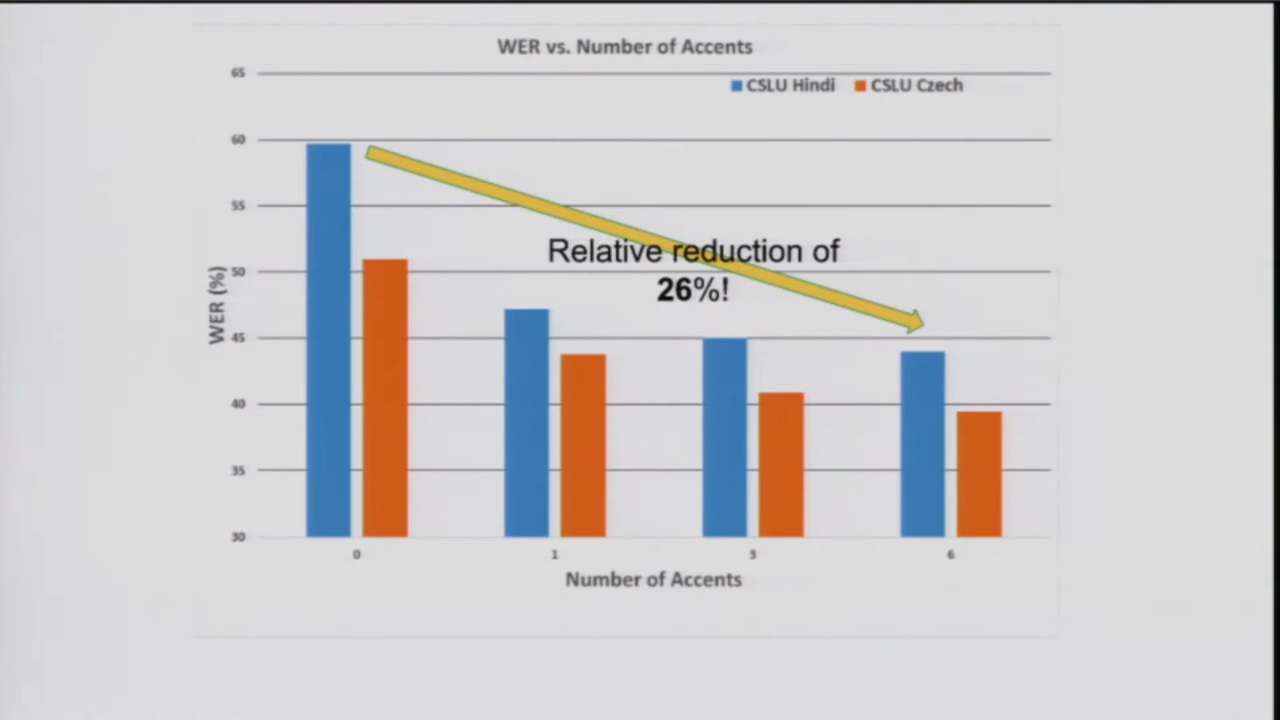 WER vs. Number of Accents
CSLU Hindi CSLU Czech
65
60
55
50
45
40
35
30
WER (%)
Relative reduction of
26%!
0 1 3 6
Number of Accents